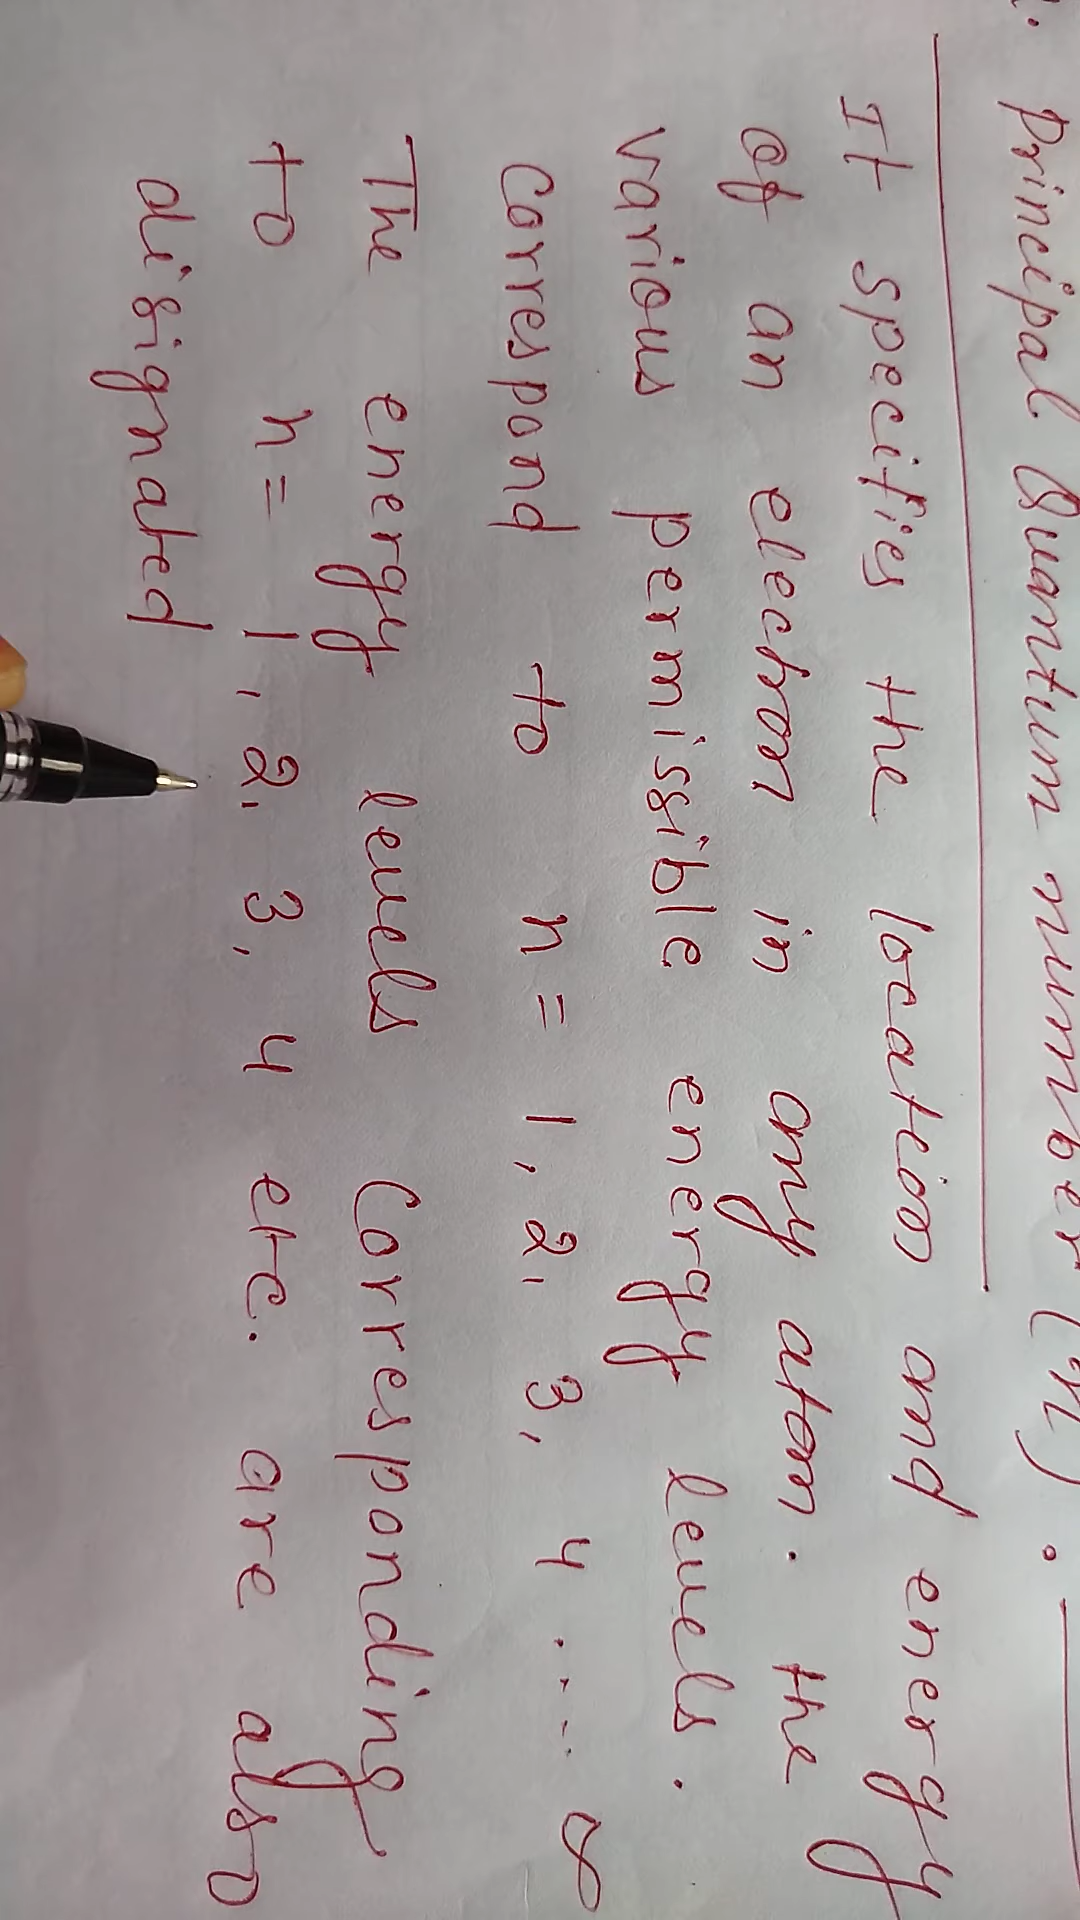 Principal Quantum number (n).
It specifies the location and energy
of an electron in any atom. the
various permissible energy levels.
Correspond to n = 1, 2, 3, 4 ..... ∞
The energy levels Corresponding
to n = 1, 2, 3, 4 etc. are also
disignated